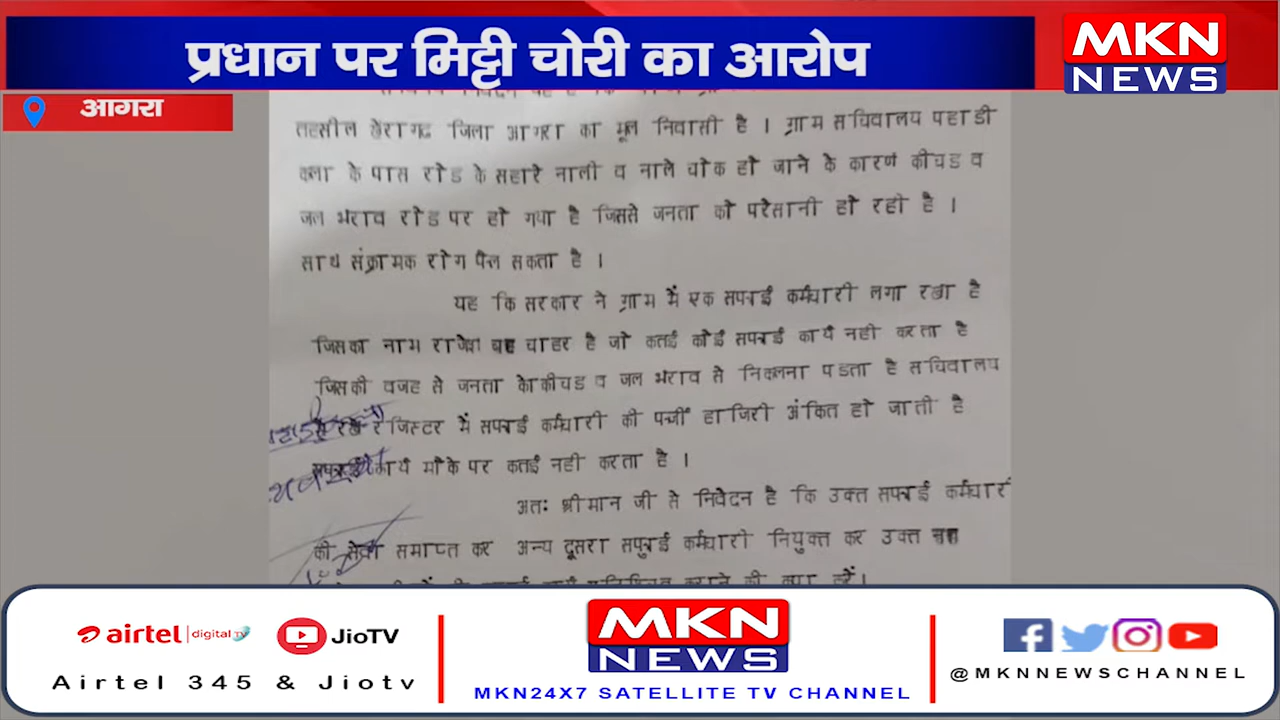 प्रधान पर मिट्टी चोरी का आरोप
MKN
NEWS
आगरा
तहसील खेरागढ जिला आगरा का मूल निवासी है । ग्राम सचिवालय पहाडी
कला के पास रोड के सहारे नाली व नाले चोक हो जाने के कारण कीचड व
जल भराव रोड पर हो गया है जिससे जनता को परेसानी हो रही है ।
साथ संक्रामक रोग फैल सकता है ।
यह कि सरकार ने ग्राम में एक सफाई कर्मचारी लगा रखा है
जिसका नाम राजेश चाहर है जो कतई कोई सफाई कार्य नही करता है
जिसकी वजह से जनता को कीचड व जल भराव से निकलना पडता है सचिवालय
रखे रजिस्टर में सफाई कर्मचारी की फर्जी हाजिरी अंकित हो जाती है
कार्य मौके पर कतई नही करता है ।
अतः श्रीमान जी से निवेदन है कि उक्त सफाई कर्मचारी
की सेवा समाप्त कर अन्य दूसरा सफाई कर्मचारी नियुक्त कर उक्त
airtel digital TV
JioTV
Airtel 345 & Jiotv
MKN
NEWS
MKN24X7 SATELLITE TV CHANNEL
@MKNNEWSCHANNEL